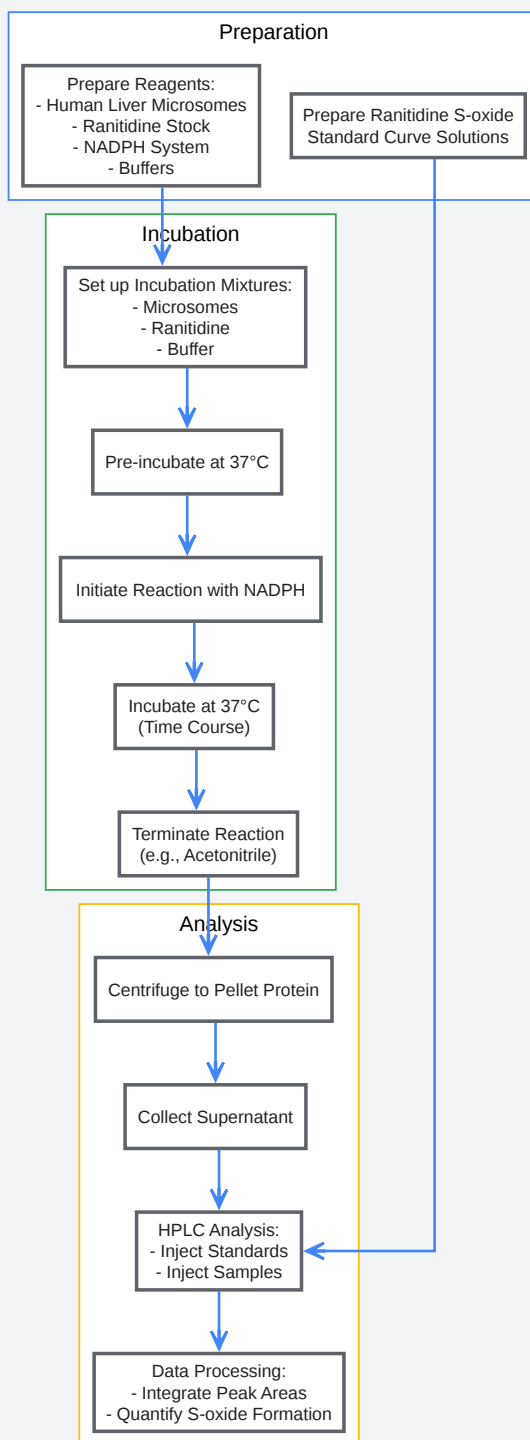 Preparation
Prepare Reagents:
- Human Liver Microsomes
- Ranitidine Stock
- NADPH System
- Buffers
Prepare Ranitidine S-oxide
Standard Curve Solutions
Incubation
Set up Incubation Mixtures:
- Microsomes
- Ranitidine
- Buffer
Pre-incubate at 37°C
Initiate Reaction with NADPH
Incubate at 37°C
(Time Course)
Terminate Reaction
(e.g., Acetonitrile)
Analysis
Centrifuge to Pellet Protein
Collect Supernatant
HPLC Analysis:
- Inject Standards
- Inject Samples
Data Processing:
- Integrate Peak Areas
- Quantify S-oxide Formation